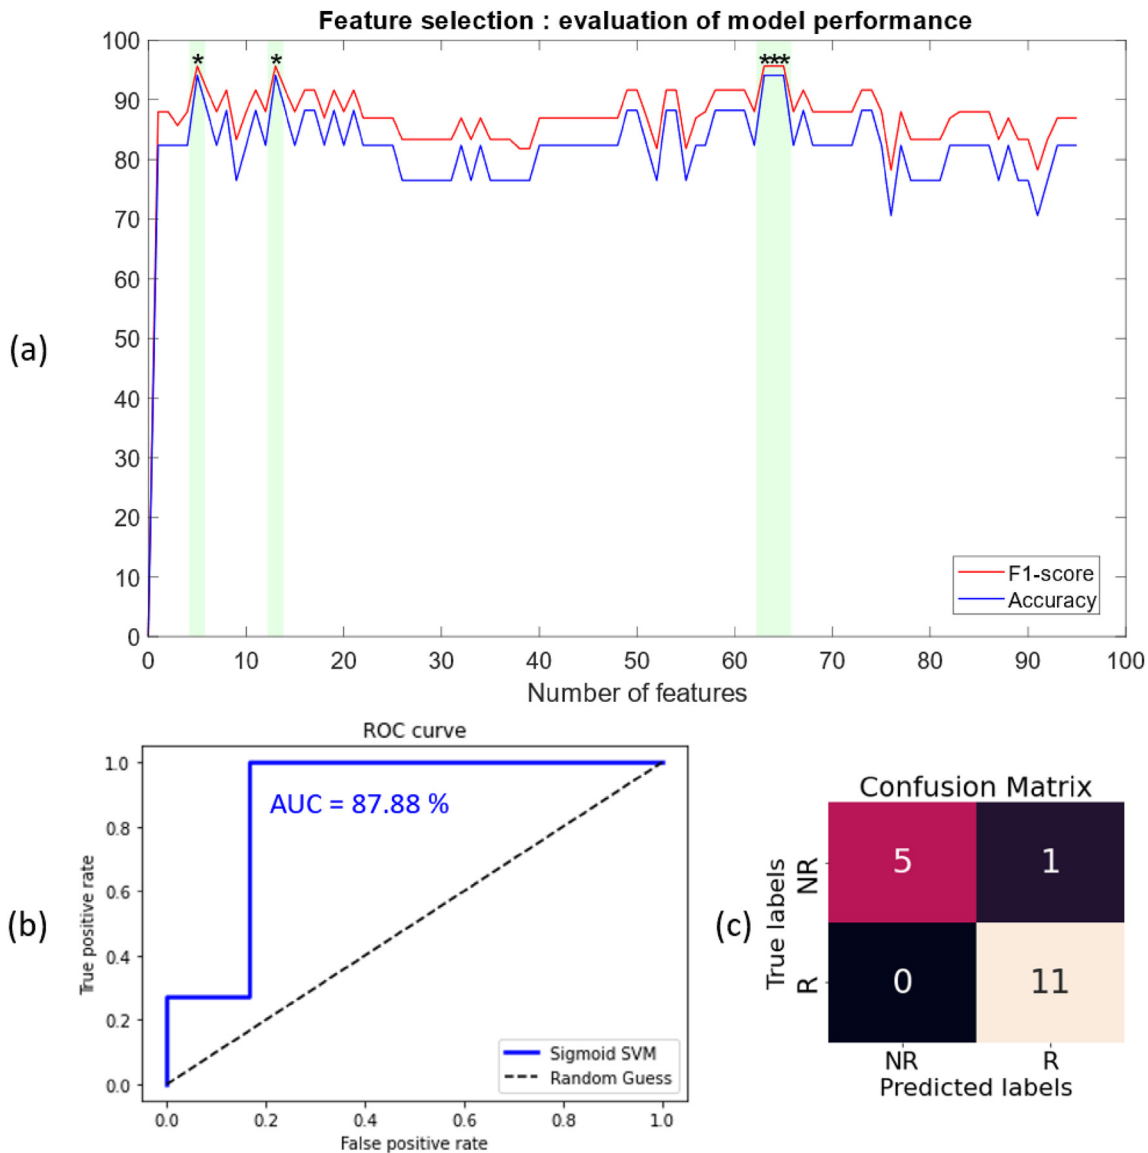 Feature selection : evaluation of model performance
100
90
80
70
60
50
40
30
20
10
0
* * ***
(a)
F1-score
Accuracy
0 10 20 30 40 50 60 70 80 90 100
Number of features
ROC curve
1.0
0.8
0.6
0.4
0.2
0.0
True positive rate
AUC = 87.88 %
(b)
Sigmoid SVM
Random Guess
0.0 0.2 0.4 0.6 0.8 1.0
False positive rate
Confusion Matrix
(c)
True labels
NR
5 1
R
0 11
NR R
Predicted labels